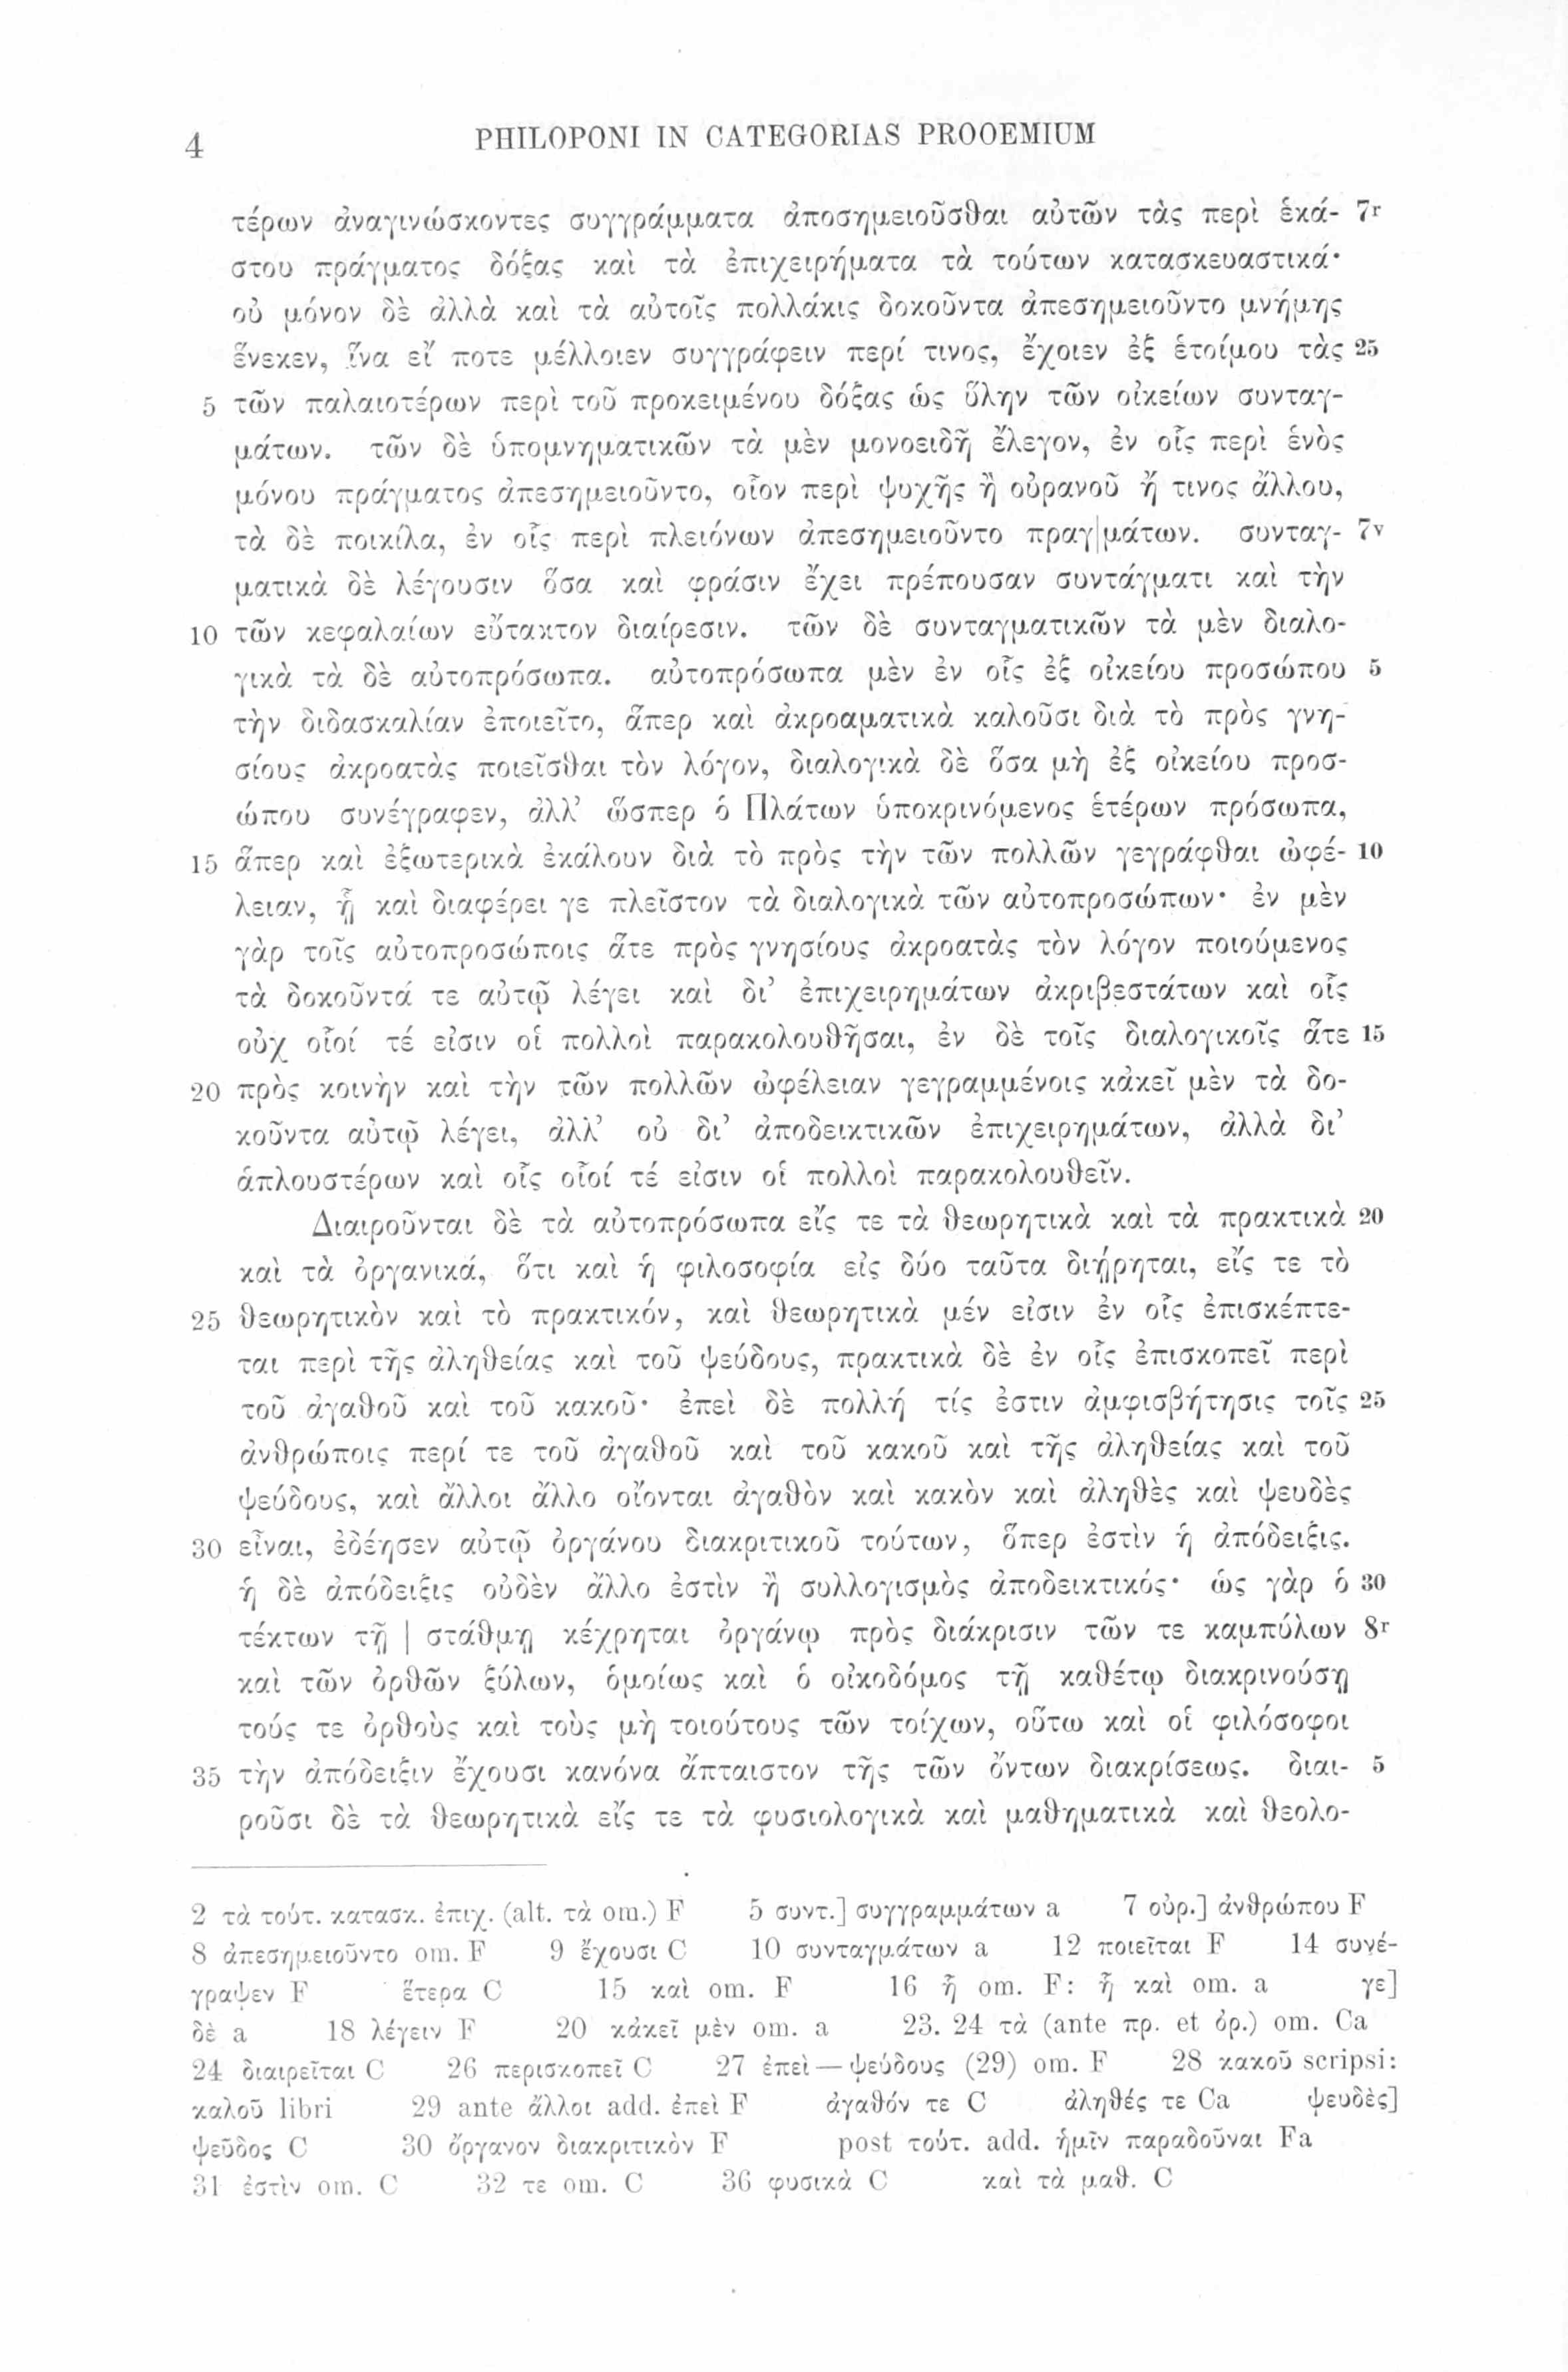 4 PHILOPONI IN CATEGORIAS PROOEMIUM
τέρων ἀναγινώσκοντες συγγράμματα ἀποσημειοῦσθαι αὐτῶν τὰς περὶ ἑκά- 7r
στου πράγματος δόξας καὶ τὰ ἐπιχειρήματα τὰ τούτων κατασκευαστικά·
οὐ μόνον δὲ ἀλλὰ καὶ τὰ αὐτοῖς πολλάκις δοκοῦντα ἀπεσημειοῦντο μνήμης
ἕνεκεν, ἵνα εἴ ποτε μέλλοιεν συγγράφειν περί τινος, ἔχοιεν ἐξ ἑτοίμου τὰς 25
5 τῶν παλαιοτέρων περὶ τοῦ προκειμένου δόξας ὡς ὕλην τῶν οἰκείων συνταγ-
μάτων. τῶν δὲ ὑπομνηματικῶν τὰ μὲν μονοειδῆ ἔλεγον, ἐν οἷς περὶ ἑνὸς
μόνου πράγματος ἀπεσημειοῦντο, οἷον περὶ ψυχῆς ἢ οὐρανοῦ ἤ τινος ἄλλου,
τὰ δὲ ποικίλα, ἐν οἷς περὶ πλειόνων ἀπεσημειοῦντο πραγ|μάτων. συνταγ- 7v
ματικὰ δὲ λέγουσιν ὅσα καὶ φράσιν ἔχει πρέπουσαν συντάγματι καὶ τὴν
10 τῶν κεφαλαίων εὔτακτον διαίρεσιν. τῶν δὲ συνταγματικῶν τὰ μὲν διαλο-
γικὰ τὰ δὲ αὐτοπρόσωπα. αὐτοπρόσωπα μὲν ἐν οἷς ἐξ οἰκείου προσώπου 5
τὴν διδασκαλίαν ἐποιεῖτο, ἅπερ καὶ ἀκροαματικὰ καλοῦσι διὰ τὸ πρὸς γνη-
σίους ἀκροατὰς ποιεῖσθαι τὸν λόγον, διαλογικὰ δὲ ὅσα μὴ ἐξ οἰκείου προσ-
ώπου συνέγραφεν, ἀλλ’ ὥσπερ ὁ Πλάτων ὑποκρινόμενος ἑτέρων πρόσωπα,
15 ἅπερ καὶ ἐξωτερικὰ ἐκάλουν διὰ τὸ πρὸς τὴν τῶν πολλῶν γεγράφθαι ὠφέ- 10
λειαν, ᾗ καὶ διαφέρει γε πλεῖστον τὰ διαλογικὰ τῶν αὐτοπροσώπων· ἐν μὲν
γὰρ τοῖς αὐτοπροσώποις ἅτε πρὸς γνησίους ἀκροατὰς τὸν λόγον ποιούμενος
τὰ δοκοῦντά τε αὐτῷ λέγει καὶ δι’ ἐπιχειρημάτων ἀκριβεστάτων καὶ οἷς
οὐχ οἷοί τέ εἰσιν οἱ πολλοὶ παρακολουθῆσαι, ἐν δὲ τοῖς διαλογικοῖς ἅτε 15
20 πρὸς κοινὴν καὶ τὴν τῶν πολλῶν ὠφέλειαν γεγραμμένοις κἀκεῖ μὲν τὰ δο-
κοῦντα αὐτῷ λέγει, ἀλλ’ οὐ δι’ ἀποδεικτικῶν ἐπιχειρημάτων, ἀλλὰ δι’
ἁπλουστέρων καὶ οἷς οἷοί τέ εἰσιν οἱ πολλοὶ παρακολουθεῖν.
Διαιροῦνται δὲ τὰ αὐτοπρόσωπα εἴς τε τὰ θεωρητικὰ καὶ τὰ πρακτικὰ 20
καὶ τὰ ὀργανικά, ὅτι καὶ ἡ φιλοσοφία εἰς δύο ταῦτα διῄρηται, εἴς τε τὸ
25 θεωρητικὸν καὶ τὸ πρακτικόν, καὶ θεωρητικὰ μέν εἰσιν ἐν οἷς ἐπισκέπτε-
ται περὶ τῆς ἀληθείας καὶ τοῦ ψεύδους, πρακτικὰ δὲ ἐν οἷς ἐπισκοπεῖ περὶ
τοῦ ἀγαθοῦ καὶ τοῦ κακοῦ· ἐπεὶ δὲ πολλή τίς ἐστιν ἀμφισβήτησις τοῖς 25
ἀνθρώποις περί τε τοῦ ἀγαθοῦ καὶ τοῦ κακοῦ καὶ τῆς ἀληθείας καὶ τοῦ
ψεύδους, καὶ ἄλλοι ἄλλο οἴονται ἀγαθὸν καὶ κακὸν καὶ ἀληθὲς καὶ ψευδὲς
30 εἶναι, ἐδέησεν αὐτῷ ὀργάνου διακριτικοῦ τούτων, ὅπερ ἐστὶν ἡ ἀπόδειξις.
ἡ δὲ ἀπόδειξις οὐδὲν ἄλλο ἐστὶν ἢ συλλογισμὸς ἀποδεικτικός· ὡς γὰρ ὁ 30
τέκτων τῇ | στάθμῃ κέχρηται ὀργάνῳ πρὸς διάκρισιν τῶν τε καμπύλων 8r
καὶ τῶν ὀρθῶν ξύλων, ὁμοίως καὶ ὁ οἰκοδόμος τῇ καθέτῳ διακρινούσῃ
τούς τε ὀρθοὺς καὶ τοὺς μὴ τοιούτους τῶν τοίχων, οὕτω καὶ οἱ φιλόσοφοι
35 τὴν ἀπόδειξιν ἔχουσι κανόνα ἄπταιστον τῆς τῶν ὄντων διακρίσεως. διαι- 5
ροῦσι δὲ τὰ θεωρητικὰ εἴς τε τὰ φυσιολογικὰ καὶ μαθηματικὰ καὶ θεολο-
2 τὰ τούτ. κατασκ. ἐπιχ. (alt. τὰ om.) F 5 συντ.] συγγραμμάτων a 7 οὐρ.] ἀνθρώπου F
8 ἀπεσημειοῦντο om. F 9 ἔχουσι C 10 συνταγμάτων a 12 ποιεῖται F 14 συνέ-
γραψεν F ἕτερα C 15 καὶ om. F 16 ᾗ om. F: ᾗ καὶ om. a γε]
δὲ a 18 λέγειν F 20 κἀκεῖ μὲν om. a 23. 24 τὰ (ante πρ. et ὀρ.) om. Ca
24 διαιρεῖται C 26 περισκοπεῖ C 27 ἐπεὶ — ψεύδους (29) om. F 28 κακοῦ scripsi:
καλοῦ libri 29 ante ἄλλοι add. ἐπεὶ F ἀγαθόν τε C ἀληθές τε Ca ψευδὲς]
ψεῦδος C 30 ὄργανον διακριτικὸν F post τούτ. add. ἡμῖν παραδοῦναι Fa
31 ἐστὶν om. C 32 τε om. C 36 φυσικὰ C καὶ τὰ μαθ. C